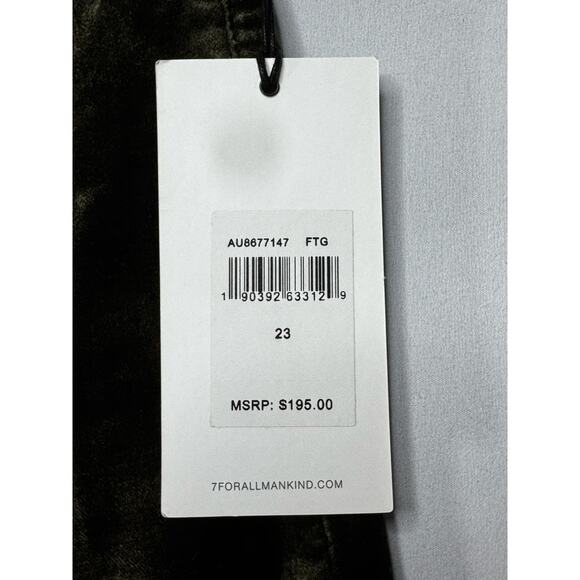 AU8677147 FTG
1 90392 63312 9
23
MSRP: $195.00
7FORALLMANKIND.COM